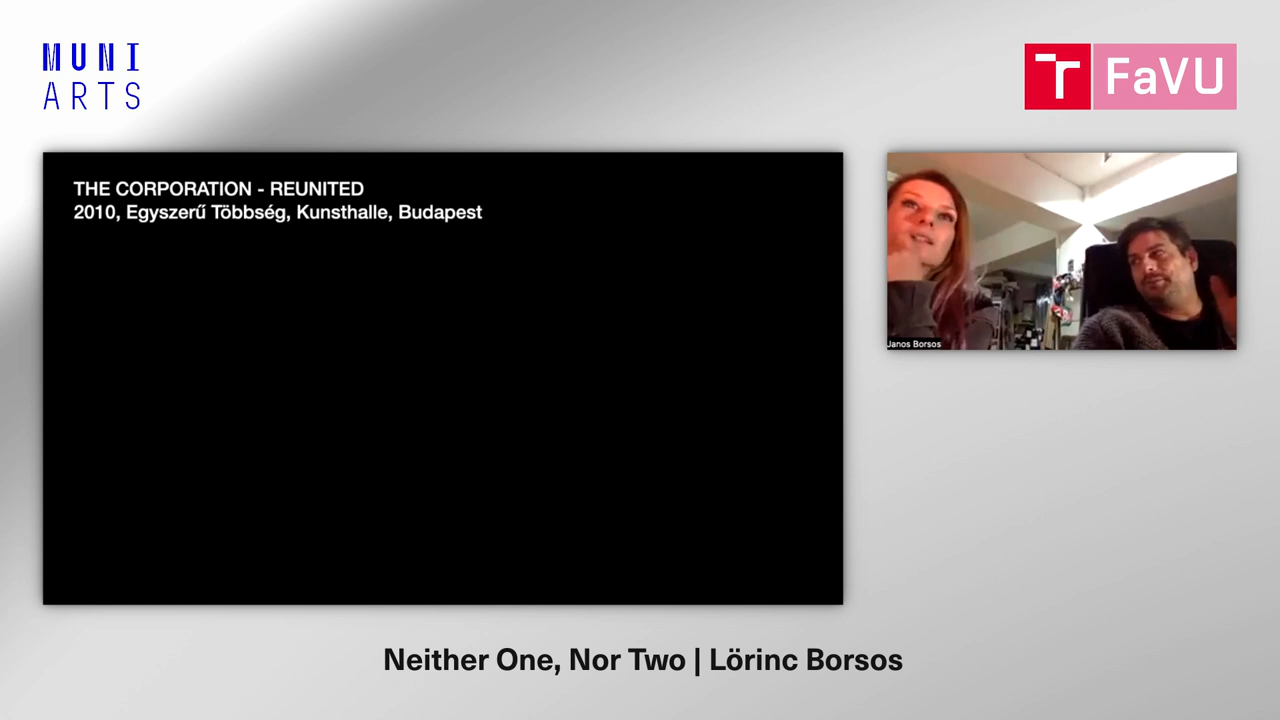 MUNI
ARTS
FaVU
THE CORPORATION - REUNITED
2010, Egyszerű Többség, Kunsthalle, Budapest
Janos Borsos
Neither One, Nor Two | Lörinc Borsos